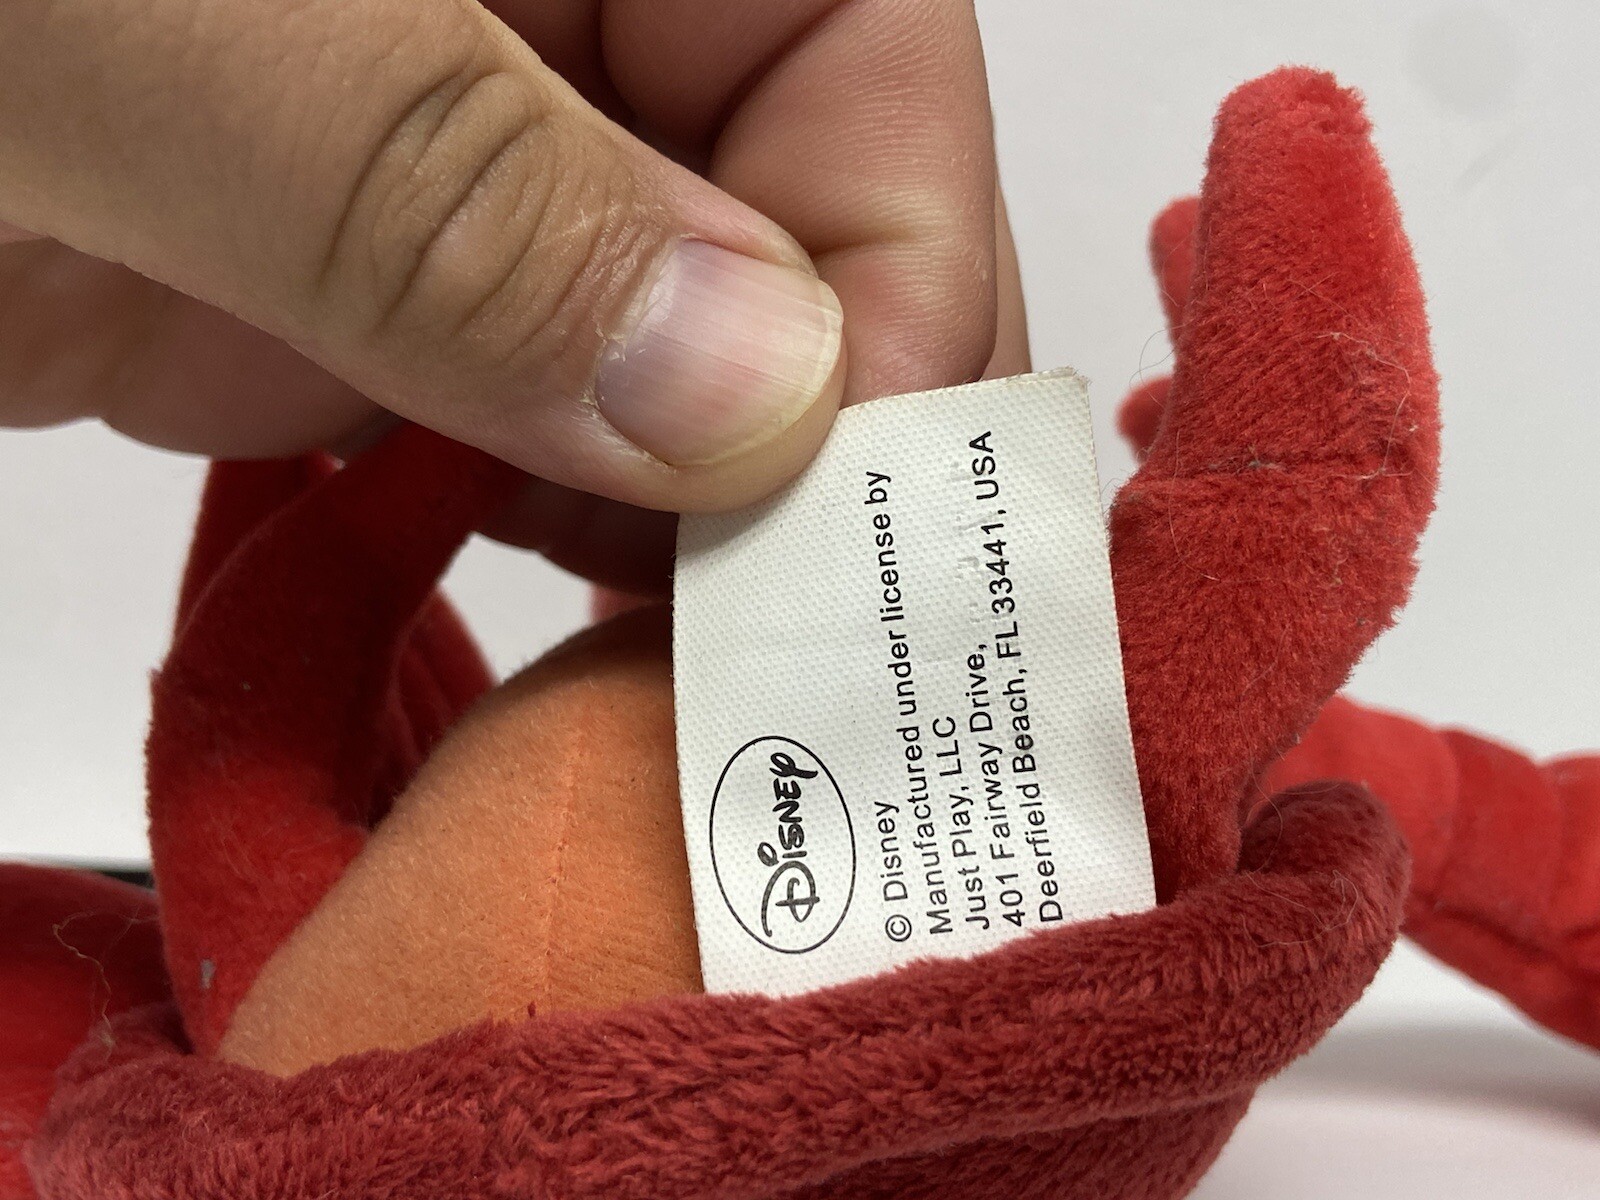 Disney
© Disney
Manufactured under license by
Just Play, LLC
401 Fairway Drive,
Deerfield Beach, FL 33441, USA